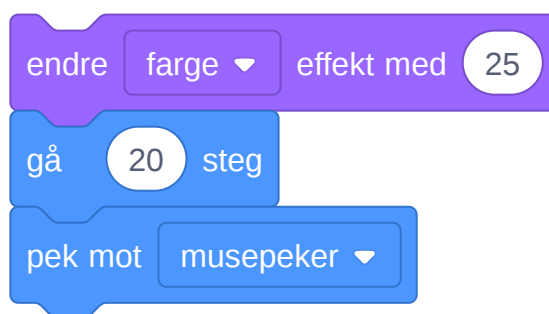 endre farge effekt med 25
gå 20 steg
pek mot musepeker